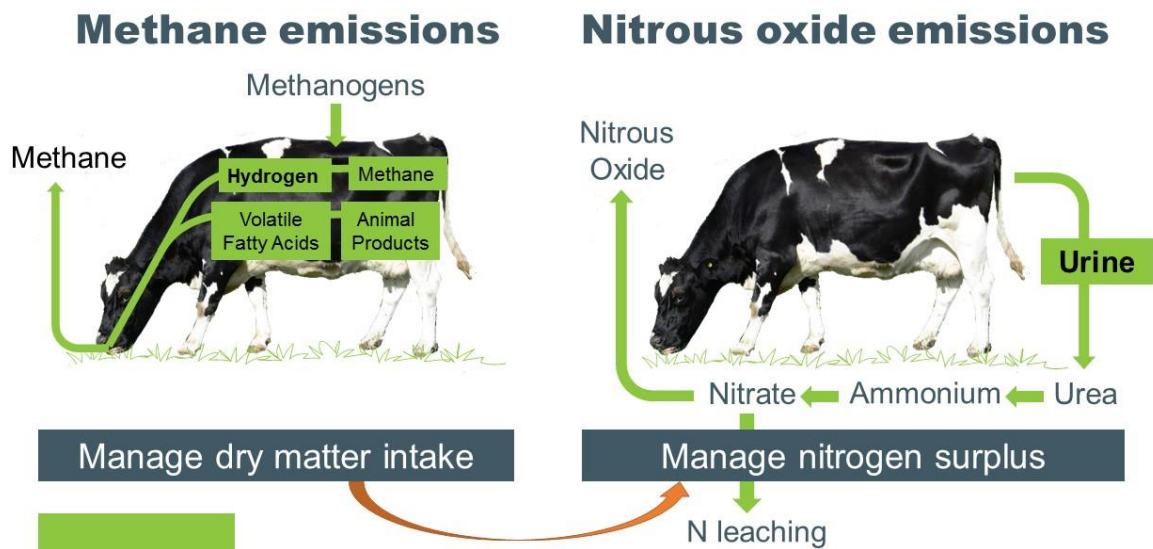 Methane emissions
Methanogens
Methane
Hydrogen
Methane
Volatile
Fatty Acids
Animal
Products
Manage dry matter intake
Nitrous oxide emissions
Nitrous
Oxide
Urine
Nitrate
Ammonium
Urea
Manage nitrogen surplus
N leaching